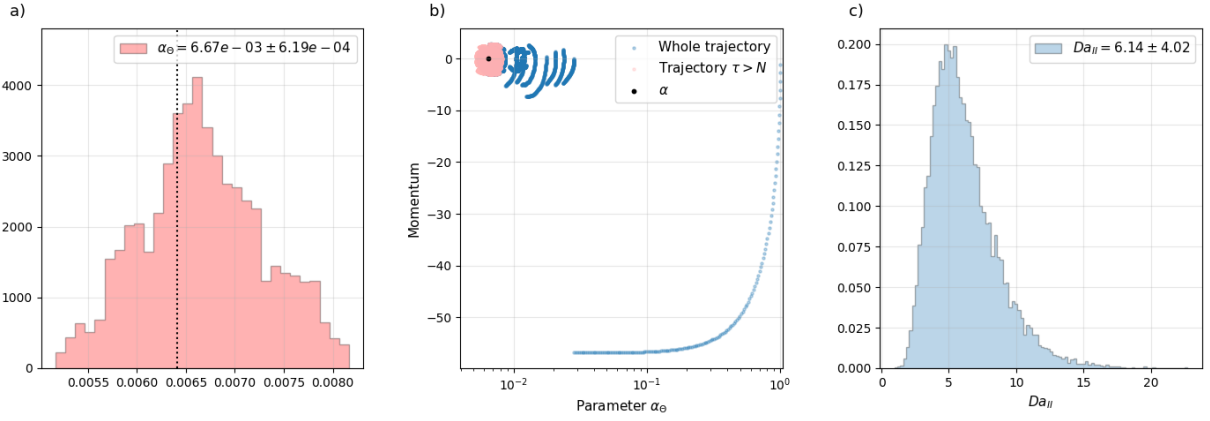 a)
α_Θ = 6.67e − 03 ± 6.19e − 04
4000
3000
2000
1000
0
0.0055 0.0060 0.0065 0.0070 0.0075 0.0080
b)
Whole trajectory
Trajectory τ > N
α
0
−10
−20
−30
−40
−50
Momentum
10⁻² 10⁻¹ 10⁰
Parameter α_Θ
c)
Da_II = 6.14 ± 4.02
0.200
0.175
0.150
0.125
0.100
0.075
0.050
0.025
0.000
0 5 10 15 20
Da_II